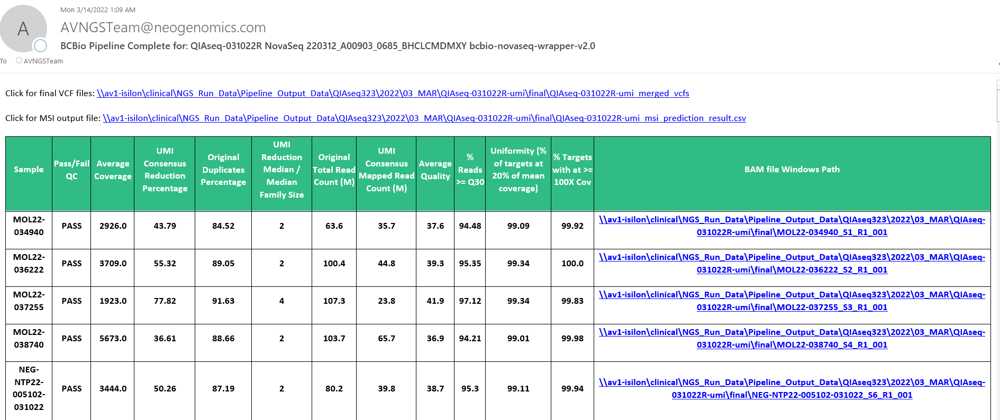 Mon 3/14/2022 1:09 AM
A
AVNGSTeam@neogenomics.com
BCBio Pipeline Complete for: QIAseq-031022R NovaSeq 220312_A00903_0685_BHCLCMDMXY bcbio-novaseq-wrapper-v2.0
To AVNGSTeam
Click for final VCF files: \\av1-isilon\clinical\NGS_Run_Data\Pipeline_Output_Data\QIAseq323\2022\03_MAR\QIAseq-031022R-umi\final\QIAseq-031022R-umi_merged_vcfs
Click for MSI output file: \\av1-isilon\clinical\NGS_Run_Data\Pipeline_Output_Data\QIAseq323\2022\03_MAR\QIAseq-031022R-umi\final\QIAseq-031022R-umi_msi_prediction_result.csv
Sample
Pass/Fail
QC
Average
Coverage
UMI
Consensus
Reduction
Percentage
Original
Duplicates
Percentage
UMI
Reduction
Median /
Median
Family Size
Original
Total Read
Count (M)
UMI
Consensus
Mapped Read
Count (M)
Average
Quality
%
Reads
>= Q30
Uniformity (%
of targets at
20% of mean
coverage)
% Targets
with at >=
100X Cov
BAM file Windows Path
MOL22-
034940
PASS
2926.0
43.79
84.52
2
63.6
35.7
37.6
94.48
99.09
99.92
\\av1-isilon\clinical\NGS_Run_Data\Pipeline_Output_Data\QIAseq323\2022\03_MAR\QIAseq-
031022R-umi\final\MOL22-034940_S1_R1_001
MOL22-
036222
PASS
3709.0
55.32
89.05
2
100.4
44.8
39.3
95.35
99.34
100.0
\\av1-isilon\clinical\NGS_Run_Data\Pipeline_Output_Data\QIAseq323\2022\03_MAR\QIAseq-
031022R-umi\final\MOL22-036222_S2_R1_001
MOL22-
037255
PASS
1923.0
77.82
91.63
4
107.3
23.8
41.9
97.12
99.34
99.83
\\av1-isilon\clinical\NGS_Run_Data\Pipeline_Output_Data\QIAseq323\2022\03_MAR\QIAseq-
031022R-umi\final\MOL22-037255_S3_R1_001
MOL22-
038740
PASS
5673.0
36.61
88.66
2
103.7
65.7
36.9
94.21
99.01
99.98
\\av1-isilon\clinical\NGS_Run_Data\Pipeline_Output_Data\QIAseq323\2022\03_MAR\QIAseq-
031022R-umi\final\MOL22-038740_S4_R1_001
NEG-
NTP22-
005102-
031022
PASS
3444.0
50.26
87.19
2
80.2
39.8
38.7
95.3
99.11
99.94
\\av1-isilon\clinical\NGS_Run_Data\Pipeline_Output_Data\QIAseq323\2022\03_MAR\QIAseq-
031022R-umi\final\NEG-NTP22-005102-031022_S6_R1_001